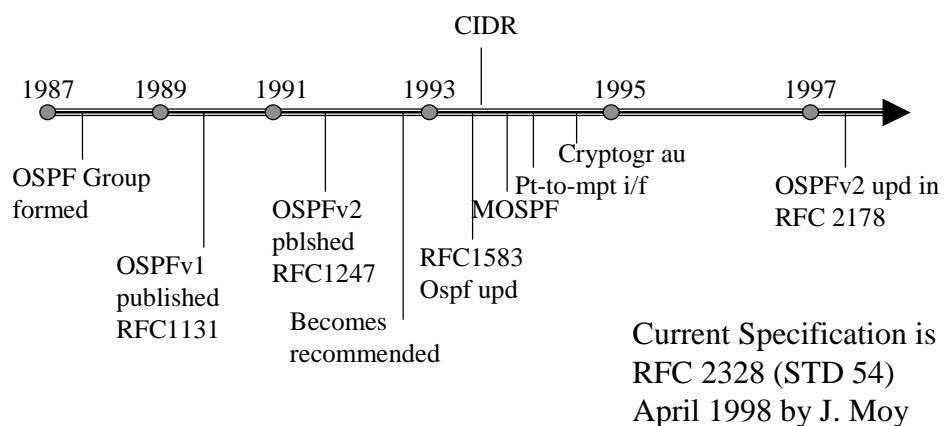 CIDR
1987 1989 1991 1993 1995 1997
OSPF Group
formed
OSPFv1
published
RFC1131
OSPFv2
pblshed
RFC1247
Becomes
recommended
RFC1583
Ospf upd
MOSPF
Pt-to-mpt i/f
Cryptogr au
OSPFv2 upd in
RFC 2178
Current Specification is
RFC 2328 (STD 54)
April 1998 by J. Moy